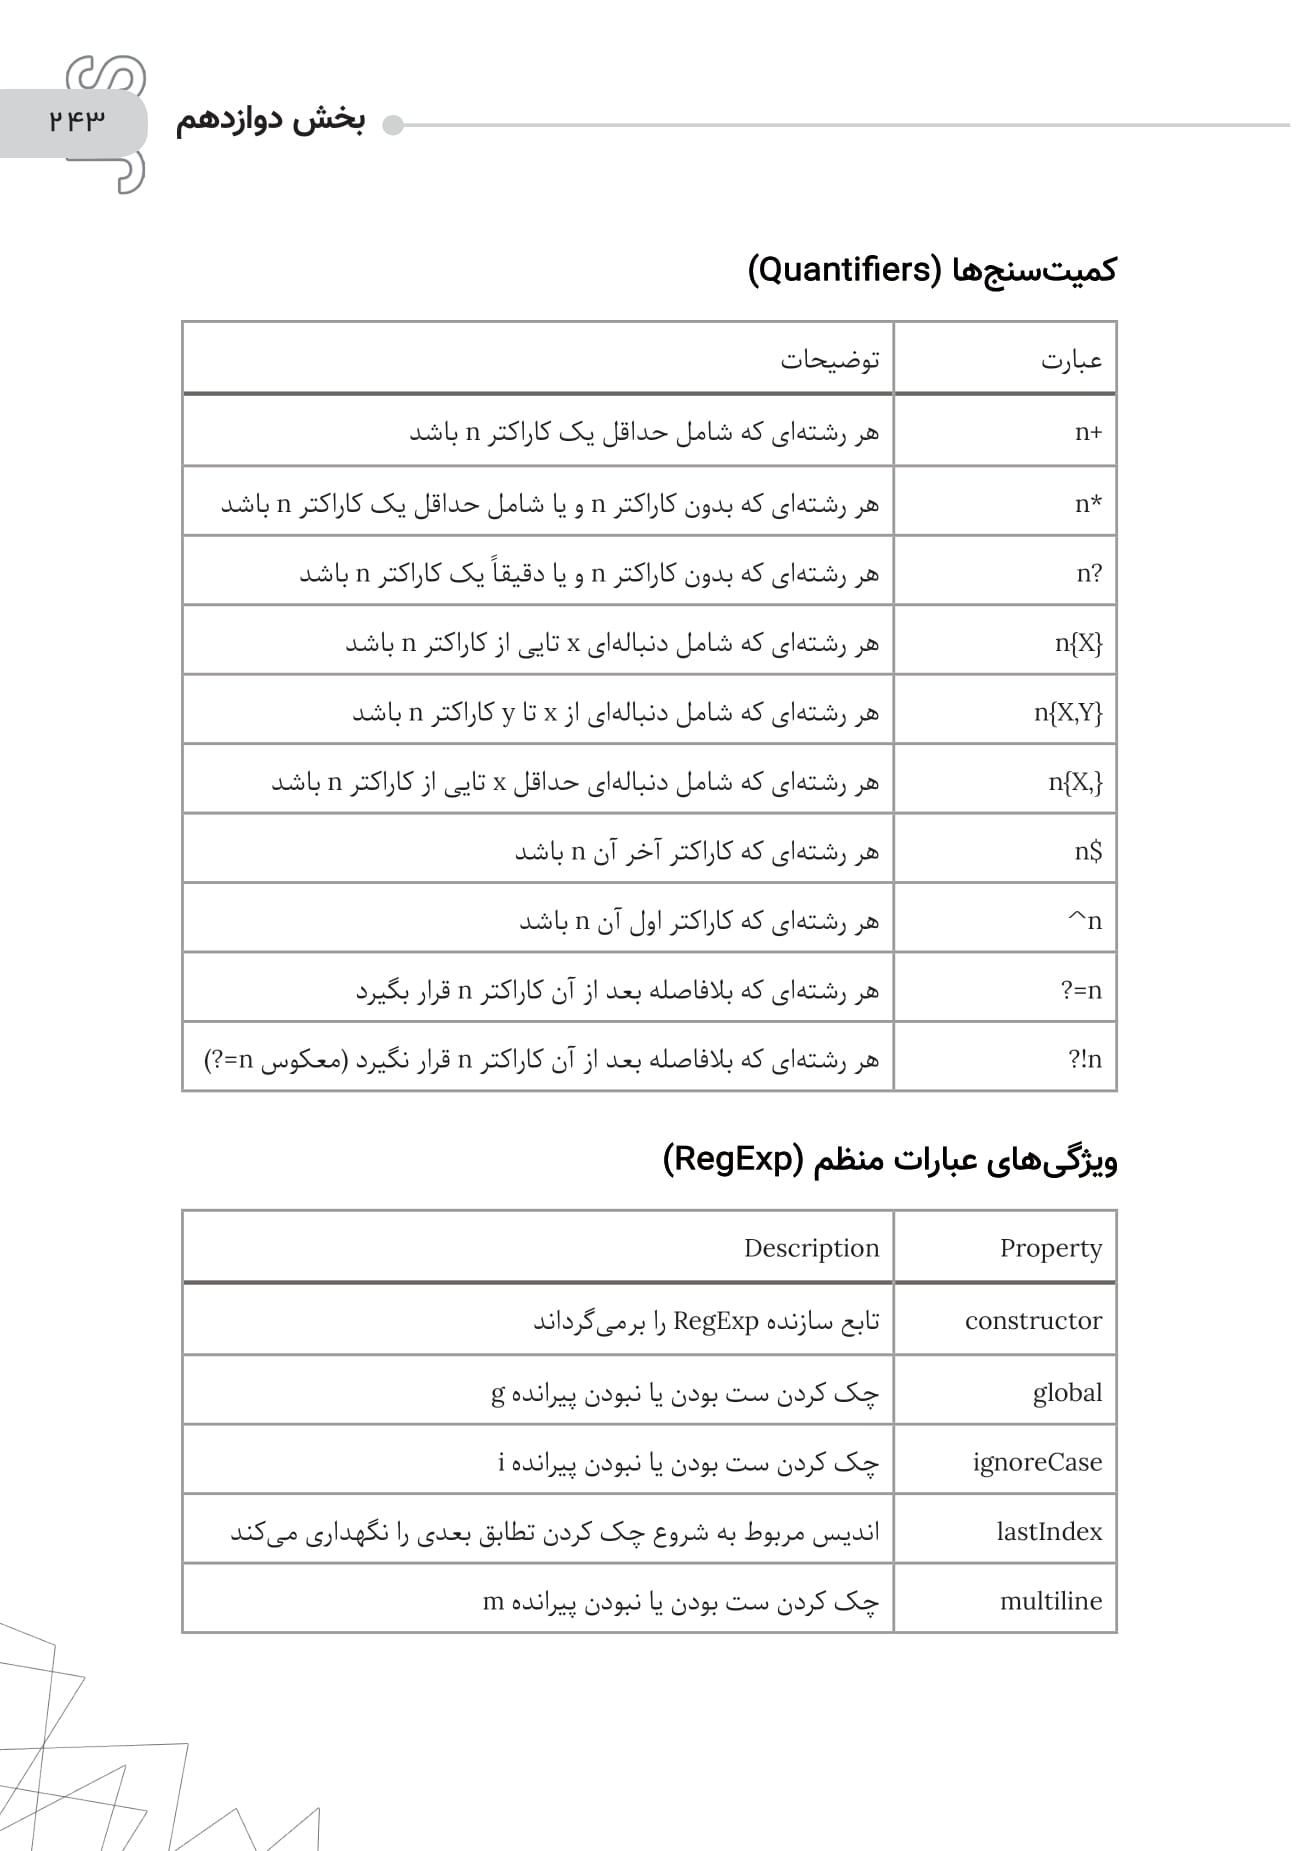 JS
۲۴۳
بخش دوازدهم
کمیت‌سنج‌ها (Quantifiers)
عبارت	توضیحات
n+	هر رشته‌ای که شامل حداقل یک کاراکتر n باشد
n*	هر رشته‌ای که بدون کاراکتر n و یا شامل حداقل یک کاراکتر n باشد
n?	هر رشته‌ای که بدون کاراکتر n و یا دقیقاً یک کاراکتر n باشد
n{X}	هر رشته‌ای که شامل دنباله‌ای x تایی از کاراکتر n باشد
n{X,Y}	هر رشته‌ای که شامل دنباله‌ای از x تا y کاراکتر n باشد
n{X,}	هر رشته‌ای که شامل دنباله‌ای حداقل x تایی از کاراکتر n باشد
n$	هر رشته‌ای که کاراکتر آخر آن n باشد
^n	هر رشته‌ای که کاراکتر اول آن n باشد
?=n	هر رشته‌ای که بلافاصله بعد از آن کاراکتر n قرار بگیرد
?!n	هر رشته‌ای که بلافاصله بعد از آن کاراکتر n قرار نگیرد (معکوس ?=n)
ویژگی‌های عبارات منظم (RegExp)
Property	Description
constructor	تابع سازنده RegExp را برمی‌گرداند
global	چک کردن ست بودن یا نبودن پیرانده g
ignoreCase	چک کردن ست بودن یا نبودن پیرانده i
lastIndex	اندیس مربوط به شروع چک کردن تطابق بعدی را نگهداری می‌کند
multiline	چک کردن ست بودن یا نبودن پیرانده m